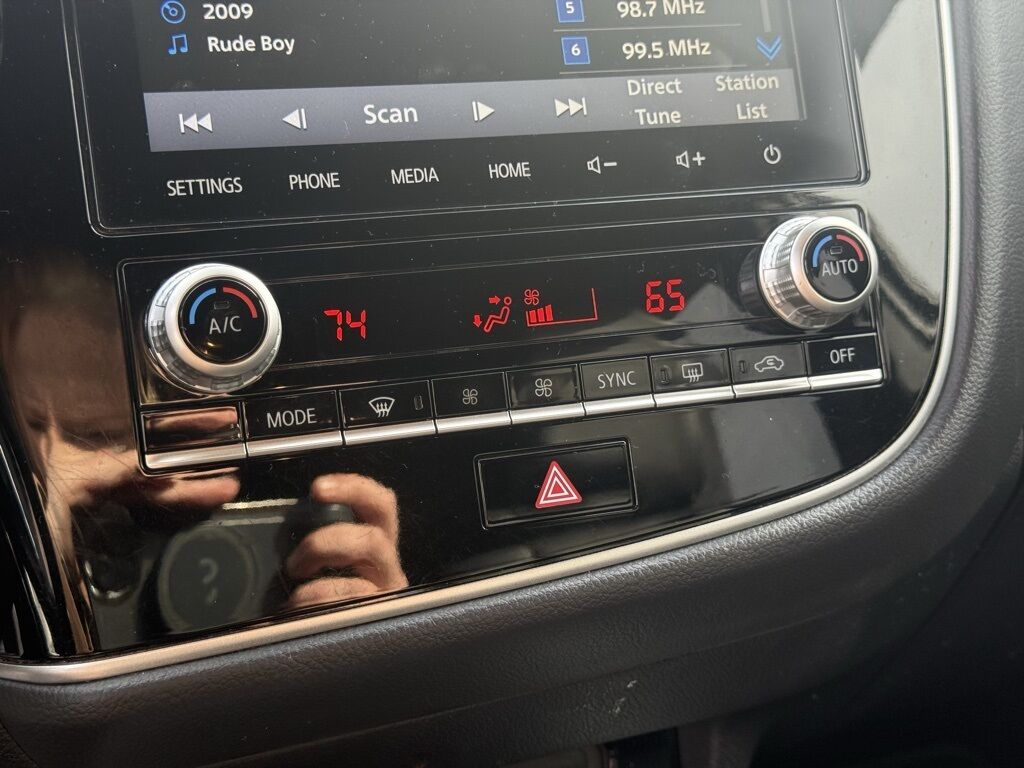 2009
5 98.7 MHz
Rude Boy
6 99.5 MHz
Scan
Direct Tune
Station List
SETTINGS PHONE MEDIA HOME
A/C
74
65
AUTO
MODE
SYNC
OFF